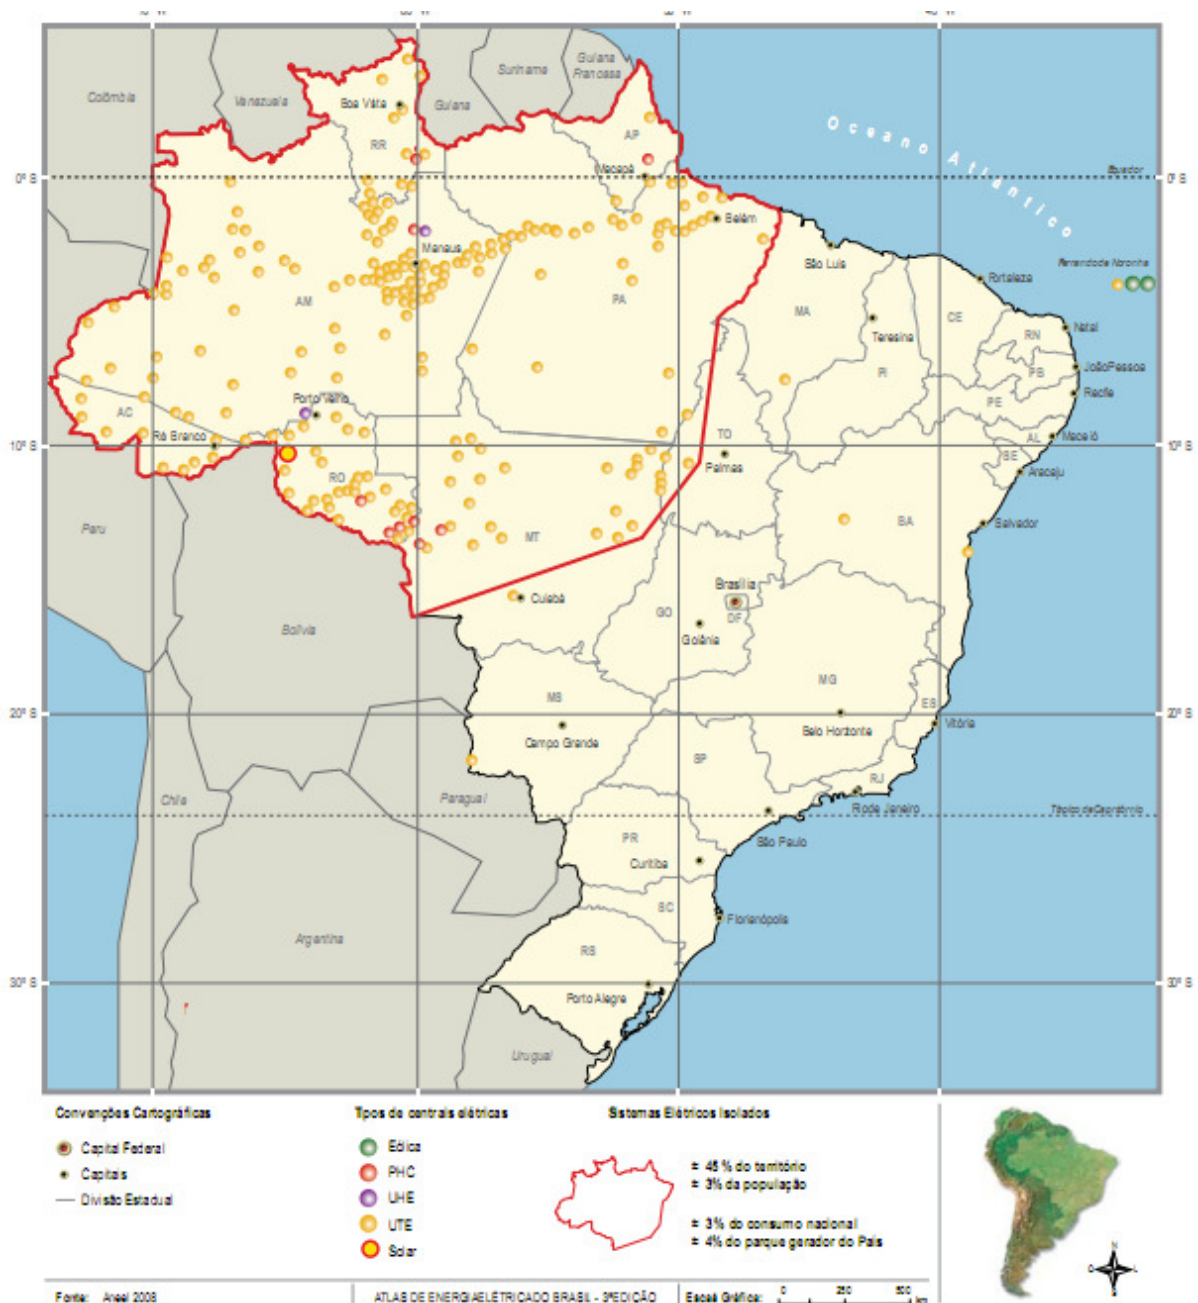 Colômbia
Venezuela
Suriname
Guiana
Francesa
Guiana
Boa Vista
RR
AP
Macapá
Oceano Atlântico
Equador
0° S
0° S
Belém
Manaus
São Luís
Fernando de Noronha
Fortaleza
AM
PA
MA
CE
Teresina
RN
Natal
PI
PB
João Pessoa
PE
Recife
Porto Velho
AC
Rio Branco
TO
AL
Maceió
SE
Aracaju
10° S
10° S
Palmas
RO
BA
Salvador
Peru
MT
Cuiabá
Brasília
DF
GO
Goiânia
Bolívia
MG
MS
ES
20° S
20° S
Campo Grande
Belo Horizonte
Vitória
SP
RJ
Rio de Janeiro
Paraguai
Chile
Trópico de Capricórnio
São Paulo
PR
Curitiba
SC
Florianópolis
Argentina
RS
30° S
30° S
Porto Alegre
Uruguai
Convenções Cartográficas
Capital Federal
Capitais
Divisão Estadual
Tipos de centrais elétricas
Eólica
PHC
UHE
UTE
Solar
Sistemas Elétricos Isolados
± 45% do território
± 3% da população
± 3% do consumo nacional
± 4% do parque gerador do País
N
O
L
S
Fonte: Aneel 2008
ATLAS DE ENERGIA ELÉTRICA DO BRASIL - 3ª EDIÇÃO
Escala Gráfica:
0 250 500
km